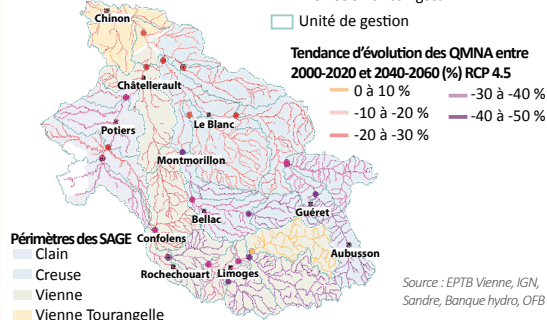 Unité de gestion
Tendance d'évolution des QMNA entre
2000-2020 et 2040-2060 (%) RCP 4.5
0 à 10 %
-10 à -20 %
-20 à -30 %
-30 à -40 %
-40 à -50 %
Chinon
Châtellerault
Potiers
Le Blanc
Montmorillon
Bellac
Guéret
Confolens
Aubusson
Rochechouart
Limoges
Périmètres des SAGE
Clain
Creuse
Vienne
Vienne Tourangelle
Source : EPTB Vienne, IGN,
Sandre, Banque hydro, OFB